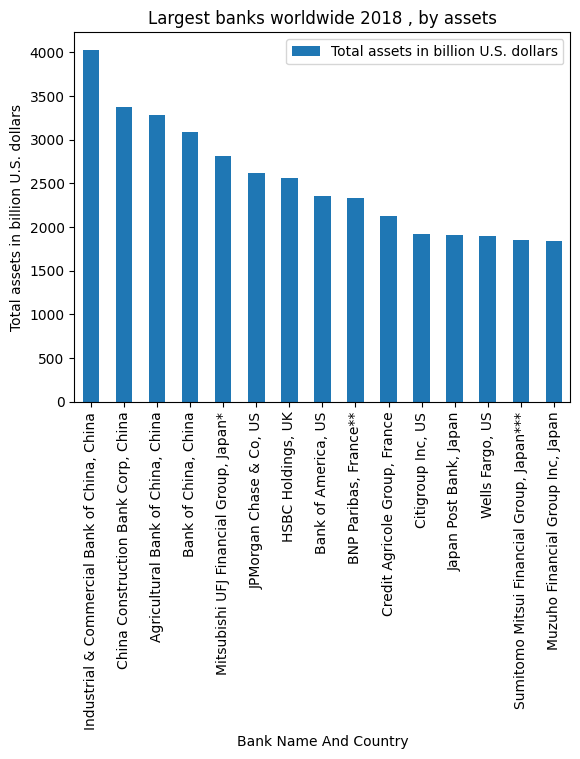 Largest banks worldwide 2018 , by assets
Total assets in billion U.S. dollars
Total assets in billion U.S. dollars
4000
3500
3000
2500
2000
1500
1000
500
0
Industrial & Commercial Bank of China, China
China Construction Bank Corp, China
Agricultural Bank of China, China
Bank of China, China
Mitsubishi UFJ Financial Group, Japan*
JPMorgan Chase & Co, US
HSBC Holdings, UK
Bank of America, US
BNP Paribas, France**
Credit Agricole Group, France
Citigroup Inc, US
Japan Post Bank, Japan
Wells Fargo, US
Sumitomo Mitsui Financial Group, Japan***
Muzuho Financial Group Inc, Japan
Bank Name And Country